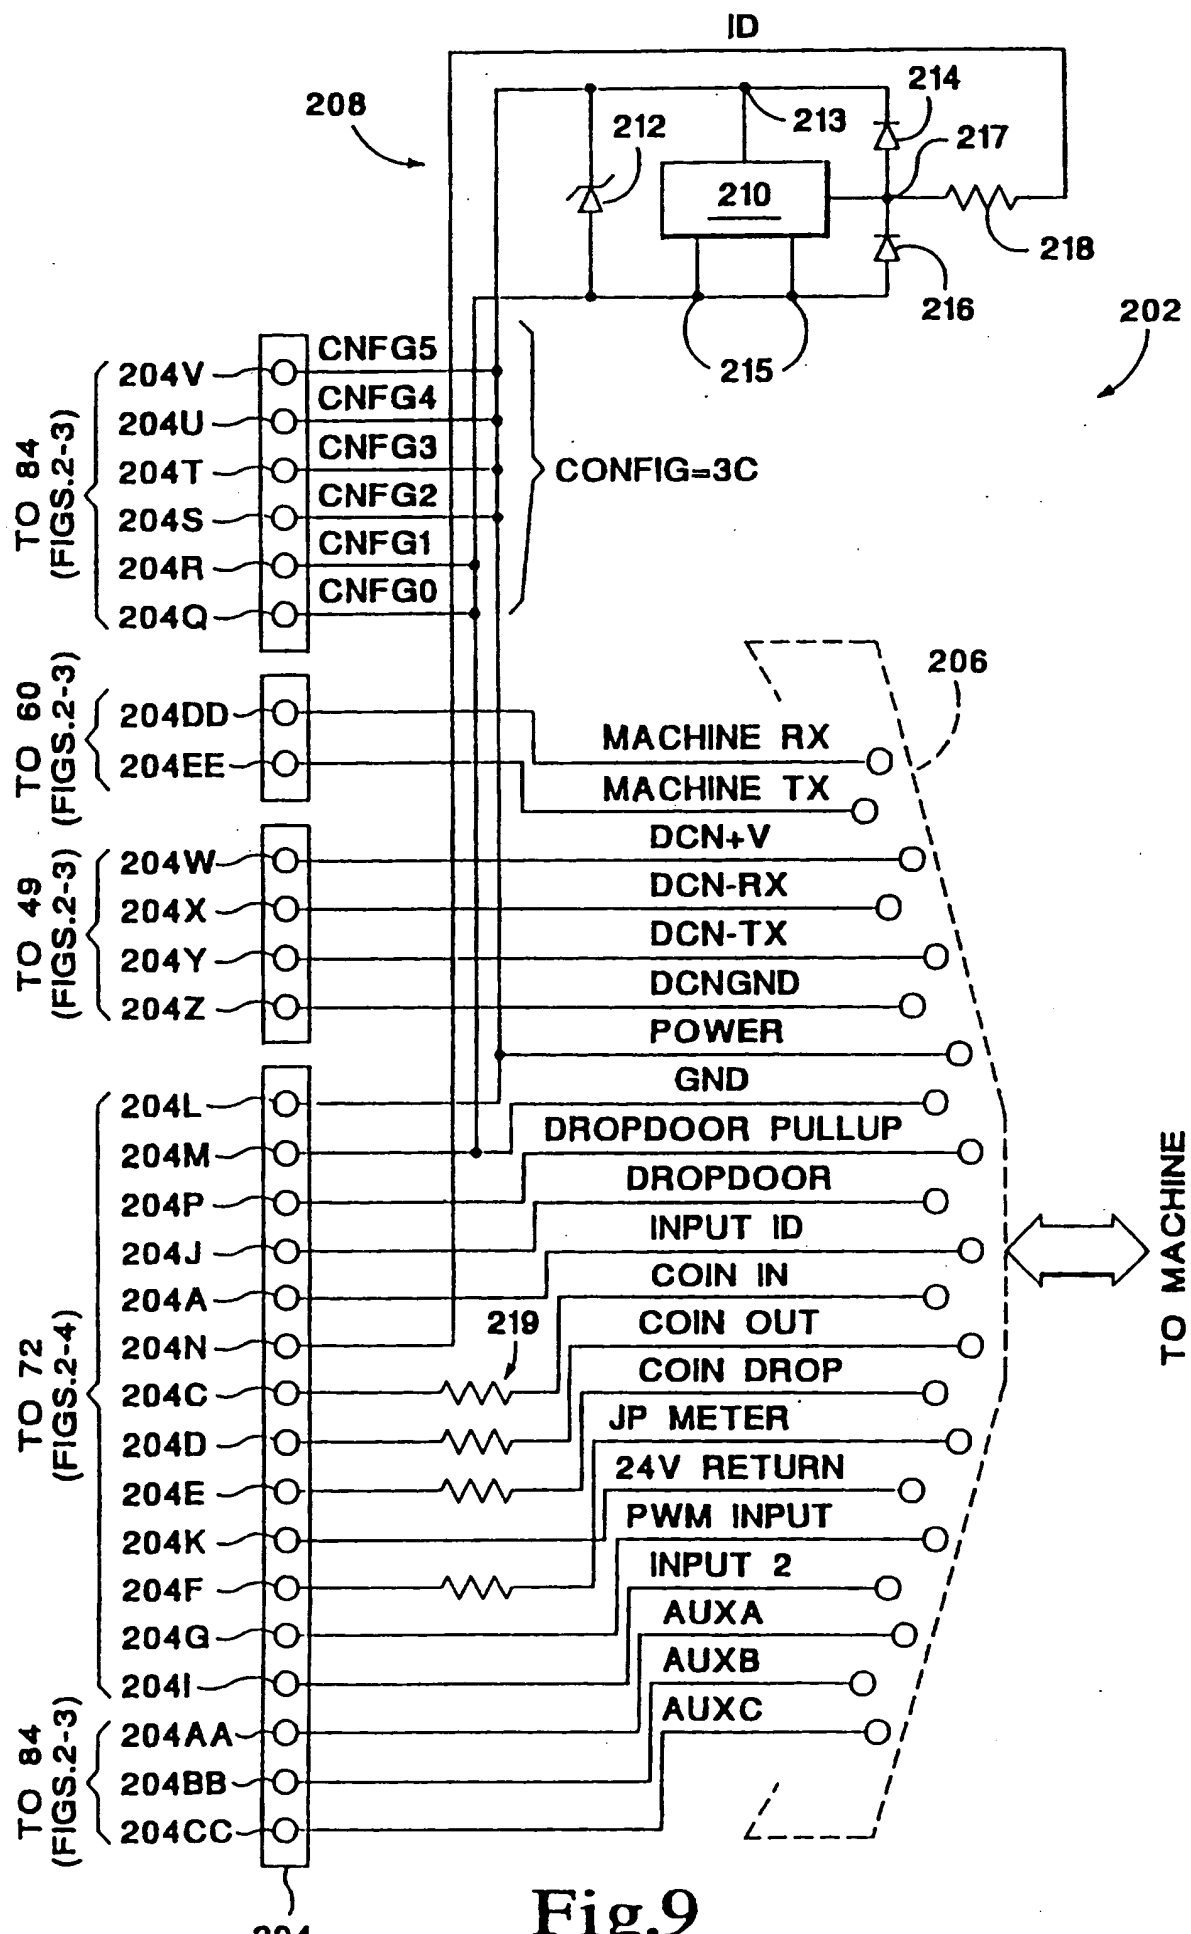 ID
208
212
213
214
217
210
218
216
215
202
CNFG5
204V
CNFG4
204U
CNFG3
204T
CNFG2
204S
CNFG1
204R
CNFG0
204Q
TO 84
(FIGS.2-3)
CONFIG=3C
206
204DD
204EE
TO 60
(FIGS.2-3)
MACHINE RX
MACHINE TX
204W
204X
204Y
204Z
TO 49
(FIGS.2-3)
DCN+V
DCN-RX
DCN-TX
DCNGND
POWER
GND
DROPDOOR PULLUP
DROPDOOR
INPUT ID
COIN IN
COIN OUT
COIN DROP
JP METER
24V RETURN
PWM INPUT
INPUT 2
AUXA
AUXB
AUXC
219
204L
204M
204P
204J
204A
204N
204C
204D
204E
204K
204F
204G
204I
TO 72
(FIGS.2-4)
204AA
204BB
204CC
TO 84
(FIGS.2-3)
TO MACHINE
Fig.9